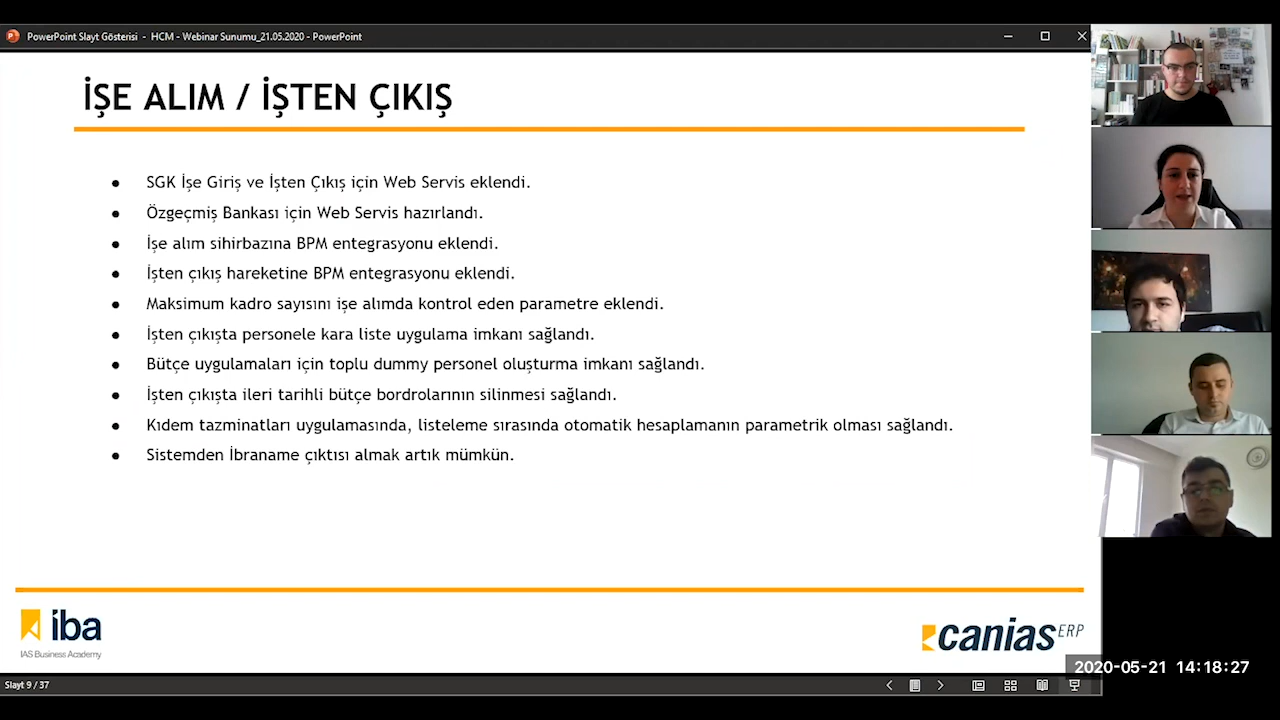 PowerPoint Slayt Gösterisi - HCM - Webinar Sunumu_21.05.2020 - PowerPoint
İŞE ALIM / İŞTEN ÇIKIŞ
● SGK İşe Giriş ve İşten Çıkış için Web Servis eklendi.
● Özgeçmiş Bankası için Web Servis hazırlandı.
● İşe alım sihirbazına BPM entegrasyonu eklendi.
● İşten çıkış hareketine BPM entegrasyonu eklendi.
● Maksimum kadro sayısını işe alımda kontrol eden parametre eklendi.
● İşten çıkışta personele kara liste uygulama imkanı sağlandı.
● Bütçe uygulamaları için toplu dummy personel oluşturma imkanı sağlandı.
● İşten çıkışta ileri tarihli bütçe bordrolarının silinmesi sağlandı.
● Kıdem tazminatları uygulamasında, listeleme sırasında otomatik hesaplamanın parametrik olması sağlandı.
● Sistemden İbraname çıktısı almak artık mümkün.
iba
IAS Business Academy
canias ERP
2020-05-21 14:18:27
Slayt 9 / 37